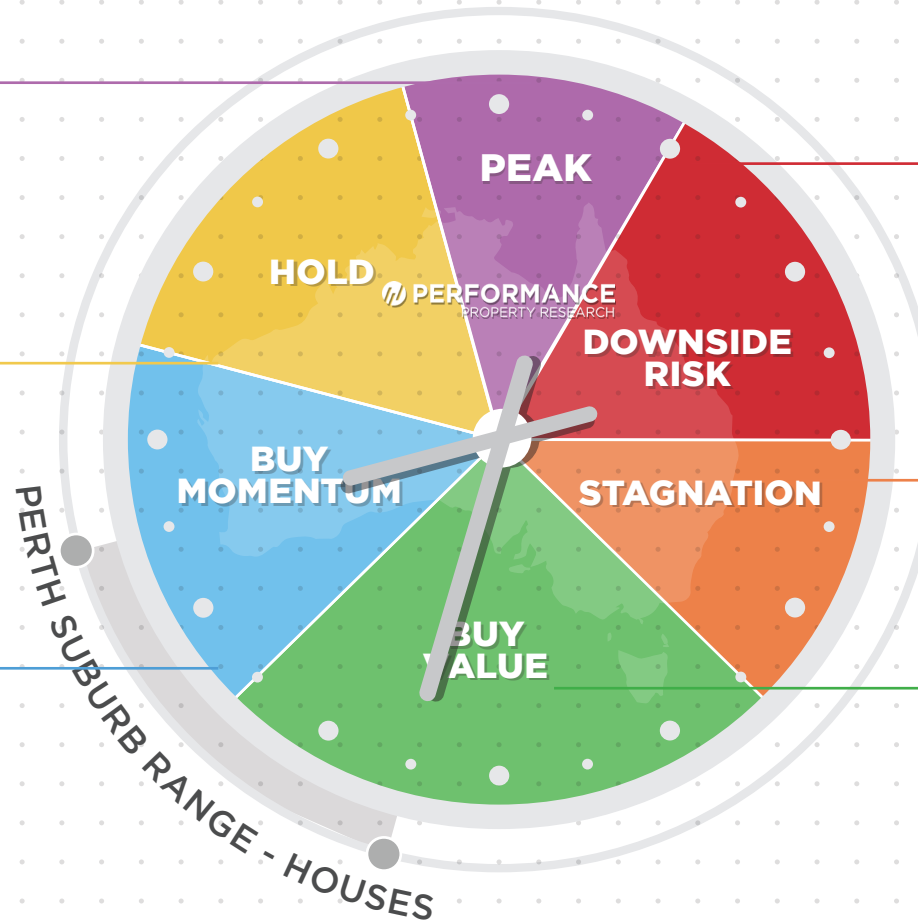 PEAK
HOLD
PERFORMANCE
PROPERTY RESEARCH
DOWNSIDE
RISK
BUY
MOMENTUM
STAGNATION
BUY
VALUE
PERTH SUBURB RANGE - HOUSES